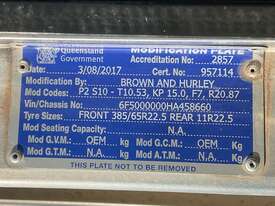 Queensland Government
MODIFICATION PLATE
Accreditation No. 2857
Date: 3/08/2017 Cert. No: 957114
Modification By: BROWN AND HURLEY
Mod Codes: P2 S10 - T10.53, KP 15.0, F7, R20.87
Vin/Chassis No: 6F5000000HA458660
Tyre Sizes: FRONT 385/65R22.5 REAR 11R22.5
Mod Seating Capacity: N.A.
Mod G.V.M: OEM kg Mod G.C.M: OEM Kg
Mod G.T.M: N.A. kg Mod A.T.M: N.A. Kg
THIS PLATE NOT TO BE REMOVED